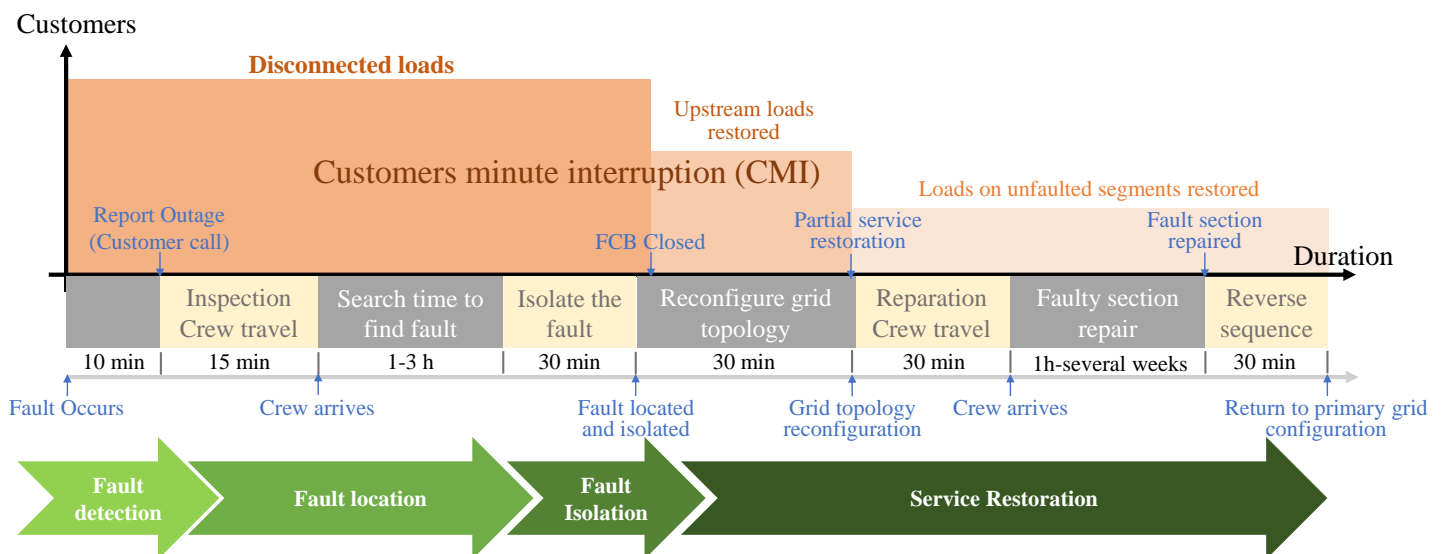 Customers
Disconnected loads
Upstream loads
restored
Customers minute interruption (CMI)
Loads on unfaulted segments restored
Report Outage
(Customer call)
FCB Closed
Partial service
restoration
Fault section
repaired
Duration
Inspection
Crew travel
Search time to
find fault
Isolate the
fault
Reconfigure grid
topology
Reparation
Crew travel
Faulty section
repair
Reverse
sequence
10 min
15 min
1-3 h
30 min
30 min
30 min
1h-several weeks
30 min
Fault Occurs
Crew arrives
Fault located
and isolated
Grid topology
reconfiguration
Crew arrives
Return to primary grid
configuration
Fault
detection
Fault location
Fault
Isolation
Service Restoration